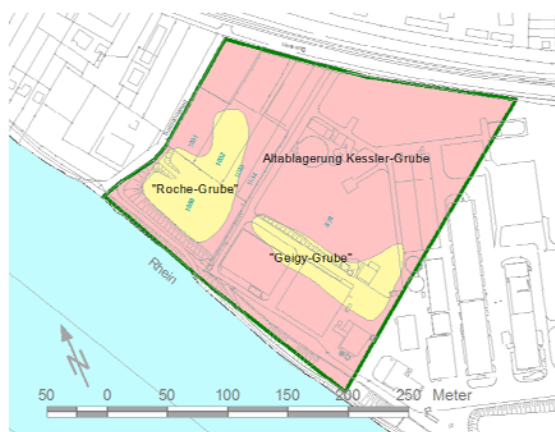 Altablagerung Kessler-Grube
"Roche-Grube"
"Geigy-Grube"
Rhein
N
50 0 50 100 150 200 250 Meter